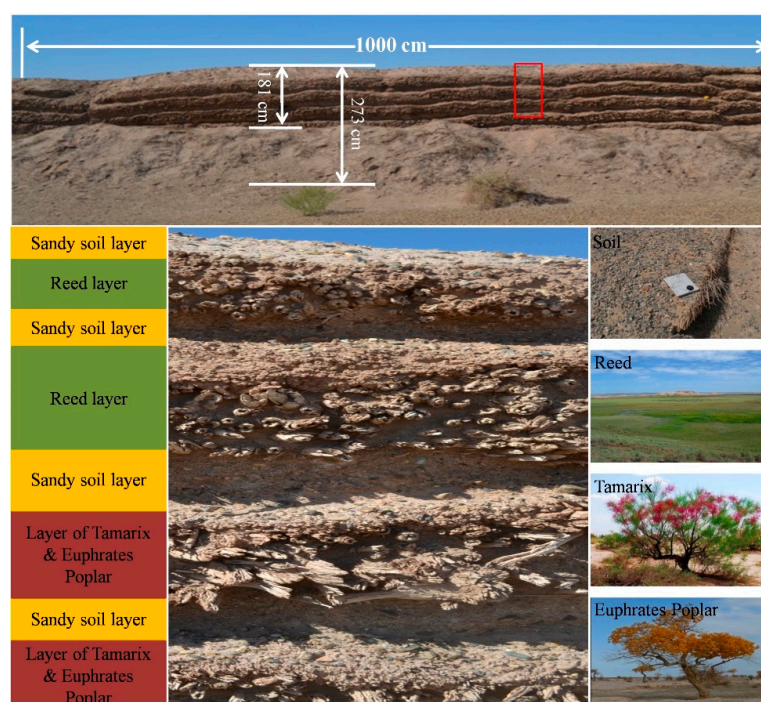 1000 cm
181 cm
273 cm
Sandy soil layer
Reed layer
Sandy soil layer
Reed layer
Sandy soil layer
Layer of Tamarix
& Euphrates
Poplar
Sandy soil layer
Layer of Tamarix
& Euphrates
Poplar
Soil
Reed
Tamarix
Euphrates Poplar